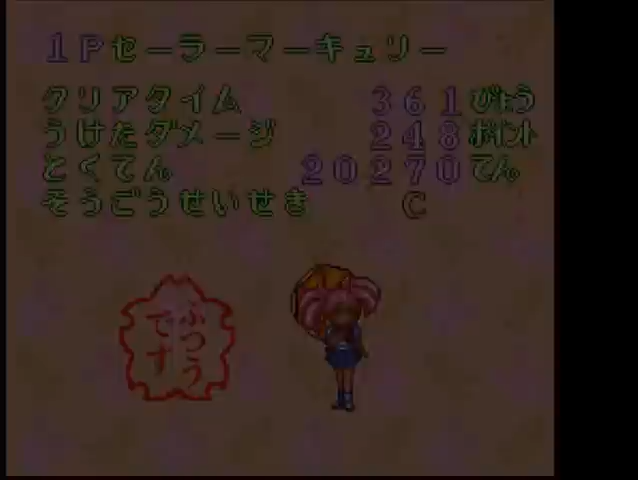 1Pセーラーマーキュリー
クリアタイム 361びょう
うけたダメージ 248ポイント
とくてん 20270てん
そうごうせいせき C
ふつう
です